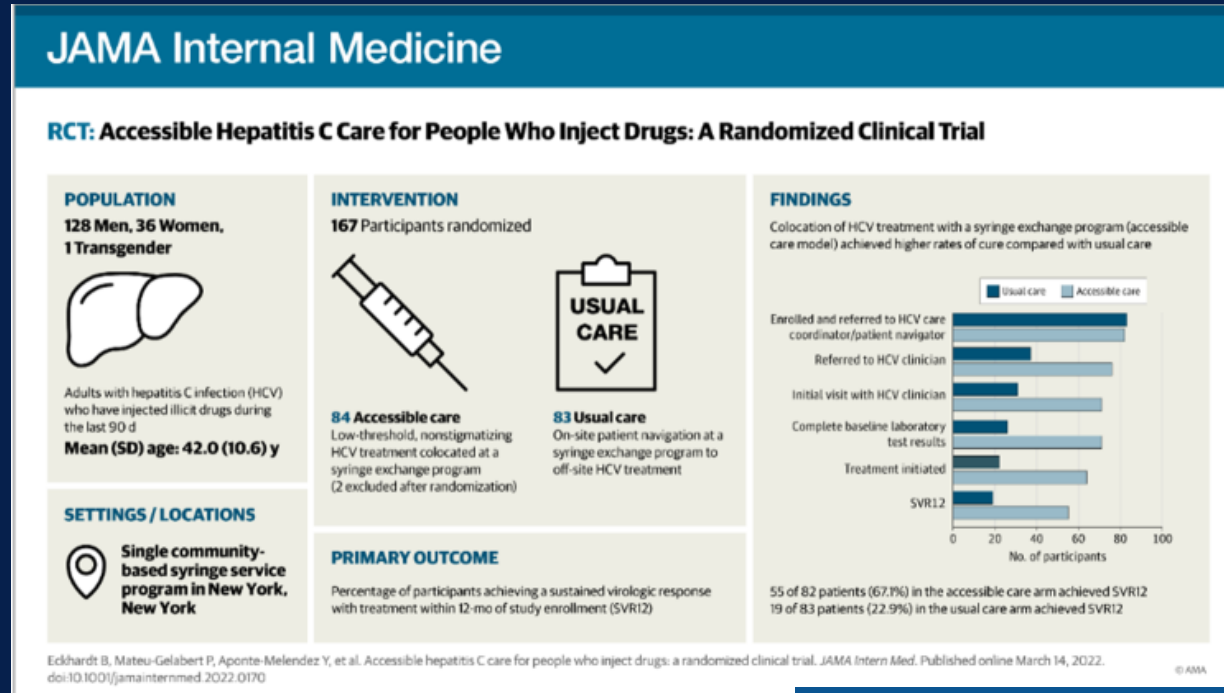 JAMA Internal Medicine
RCT: Accessible Hepatitis C Care for People Who Inject Drugs: A Randomized Clinical Trial
POPULATION
128 Men, 36 Women,
1 Transgender
Adults with hepatitis C infection (HCV)
who have injected illicit drugs during
the last 90 d
Mean (SD) age: 42.0 (10.6) y
SETTINGS / LOCATIONS
Single community-
based syringe service
program in New York,
New York
INTERVENTION
167 Participants randomized
USUAL
CARE
84 Accessible care
Low-threshold, nonstigmatizing
HCV treatment colocated at a
syringe exchange program
(2 excluded after randomization)
83 Usual care
On-site patient navigation at a
syringe exchange program to
off-site HCV treatment
PRIMARY OUTCOME
Percentage of participants achieving a sustained virologic response
with treatment within 12-mo of study enrollment (SVR12)
FINDINGS
Colocation of HCV treatment with a syringe exchange program (accessible
care model) achieved higher rates of cure compared with usual care
Usual care Accessible care
Enrolled and referred to HCV care
coordinator/patient navigator
Referred to HCV clinician
Initial visit with HCV clinician
Complete baseline laboratory
test results
Treatment initiated
SVR12
0 20 40 60 80 100
No. of participants
55 of 82 patients (67.1%) in the accessible care arm achieved SVR12
19 of 83 patients (22.9%) in the usual care arm achieved SVR12
Eckhardt B, Mateu-Gelabert P, Aponte-Melendez Y, et al. Accessible hepatitis C care for people who inject drugs: a randomized clinical trial. JAMA Intern Med. Published online March 14, 2022.
doi:10.1001/jamainternmed.2022.0170
© AMA